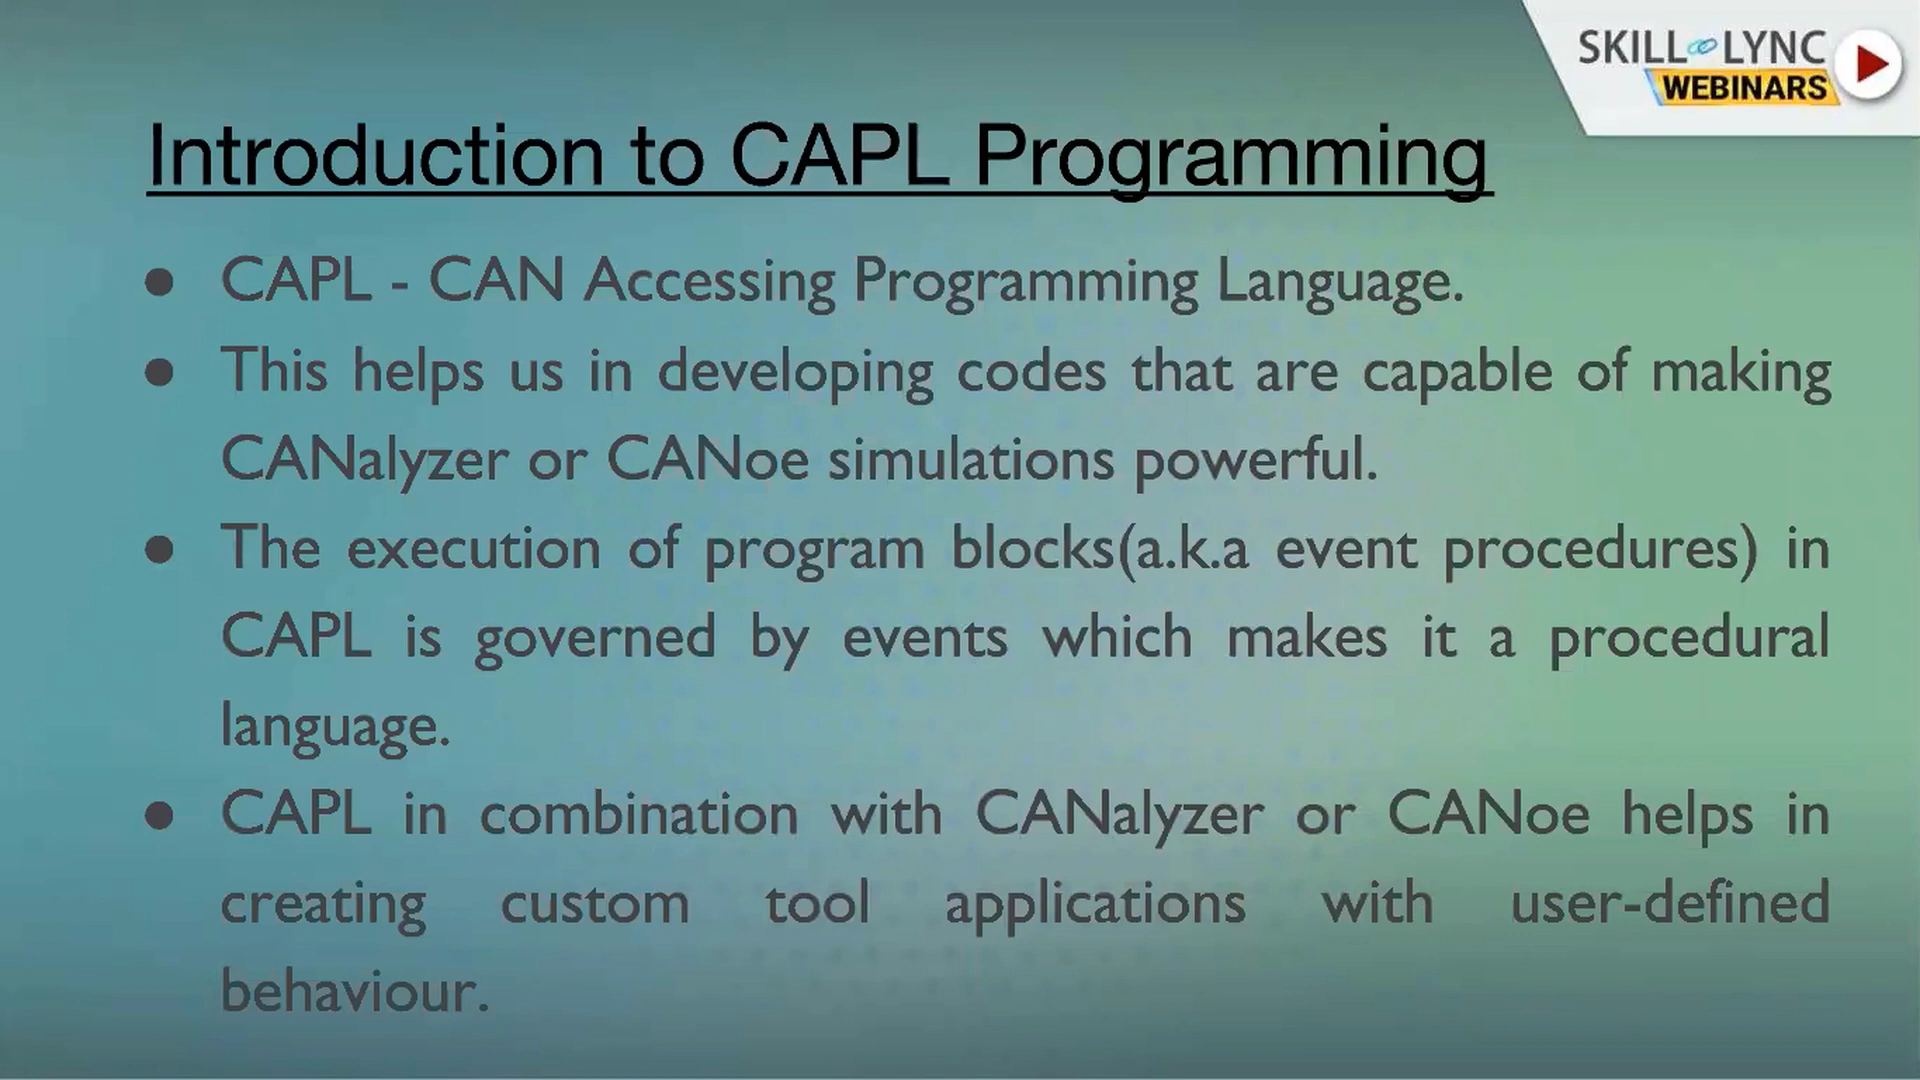 SKILL LYNC
WEBINARS
Introduction to CAPL Programming
● CAPL - CAN Accessing Programming Language.
● This helps us in developing codes that are capable of making
CANalyzer or CANoe simulations powerful.
● The execution of program blocks(a.k.a event procedures) in
CAPL is governed by events which makes it a procedural
language.
● CAPL in combination with CANalyzer or CANoe helps in
creating custom tool applications with user-defined
behaviour.